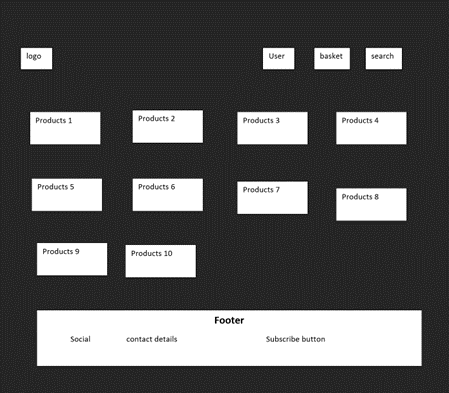 logo
User
basket
search
Products 1
Products 2
Products 3
Products 4
Products 5
Products 6
Products 7
Products 8
Products 9
Products 10
Footer
Social
contact details
Subscribe button